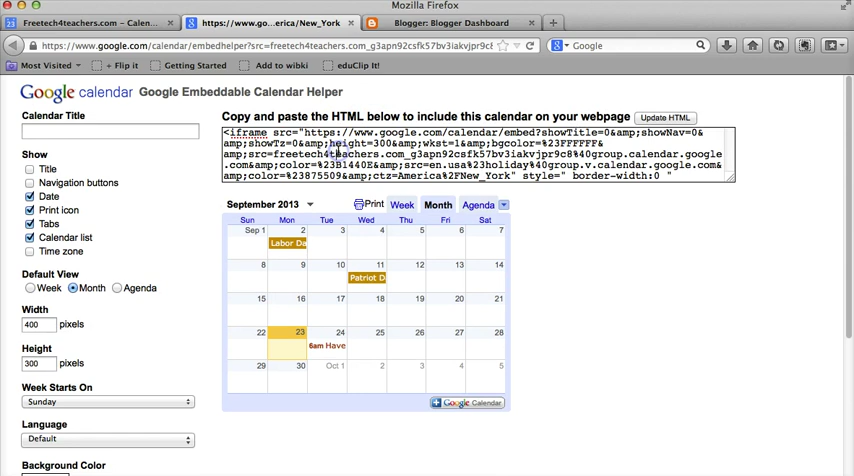 Mozilla Firefox
Freetech4teachers.com – Calen...
https://www.go...erica/New_York
Blogger: Blogger Dashboard
https://www.google.com/calendar/embedhelper?src=freetech4teachers.com_g3apn92csfk57bv3iakvjpr9c8
Google
Most Visited
+ Flip it
Getting Started
Add to wiki
eduClip It!
Google calendar Google Embeddable Calendar Helper
Calendar Title
Show
Title
Navigation buttons
Date
Print icon
Tabs
Calendar list
Time zone
Default View
Week Month Agenda
Width
400 pixels
Height
300 pixels
Week Starts On
Sunday
Language
Default
Background Color
Copy and paste the HTML below to include this calendar on your webpage
Update HTML
<iframe src="https://www.google.com/calendar/embed?showTitle=0&amp;showNav=0&
amp;showTz=0&amp;height=300&amp;wkst=1&amp;bgcolor=%23FFFFFF&
amp;src=freetech4teachers.com_g3apn92csfk57bv3iakvjpr9c8%40group.calendar.google
.com&amp;color=%23B1440E&amp;src=en.usa%23holiday%40group.v.calendar.google.com&
amp;color=%23875509&amp;ctz=America%2FNew_York" style=" border-width:0 "
September 2013 Print Week Month Agenda
Sun Mon Tue Wed Thu Fri Sat
Sep 1 2 3 4 5 6 7
Labor Da
8 9 10 11 12 13 14
Patriot D
15 16 17 18 19 20 21
22 23 24 25 26 27 28
6am Have
29 30 Oct 1 2 3 4 5
Google Calendar